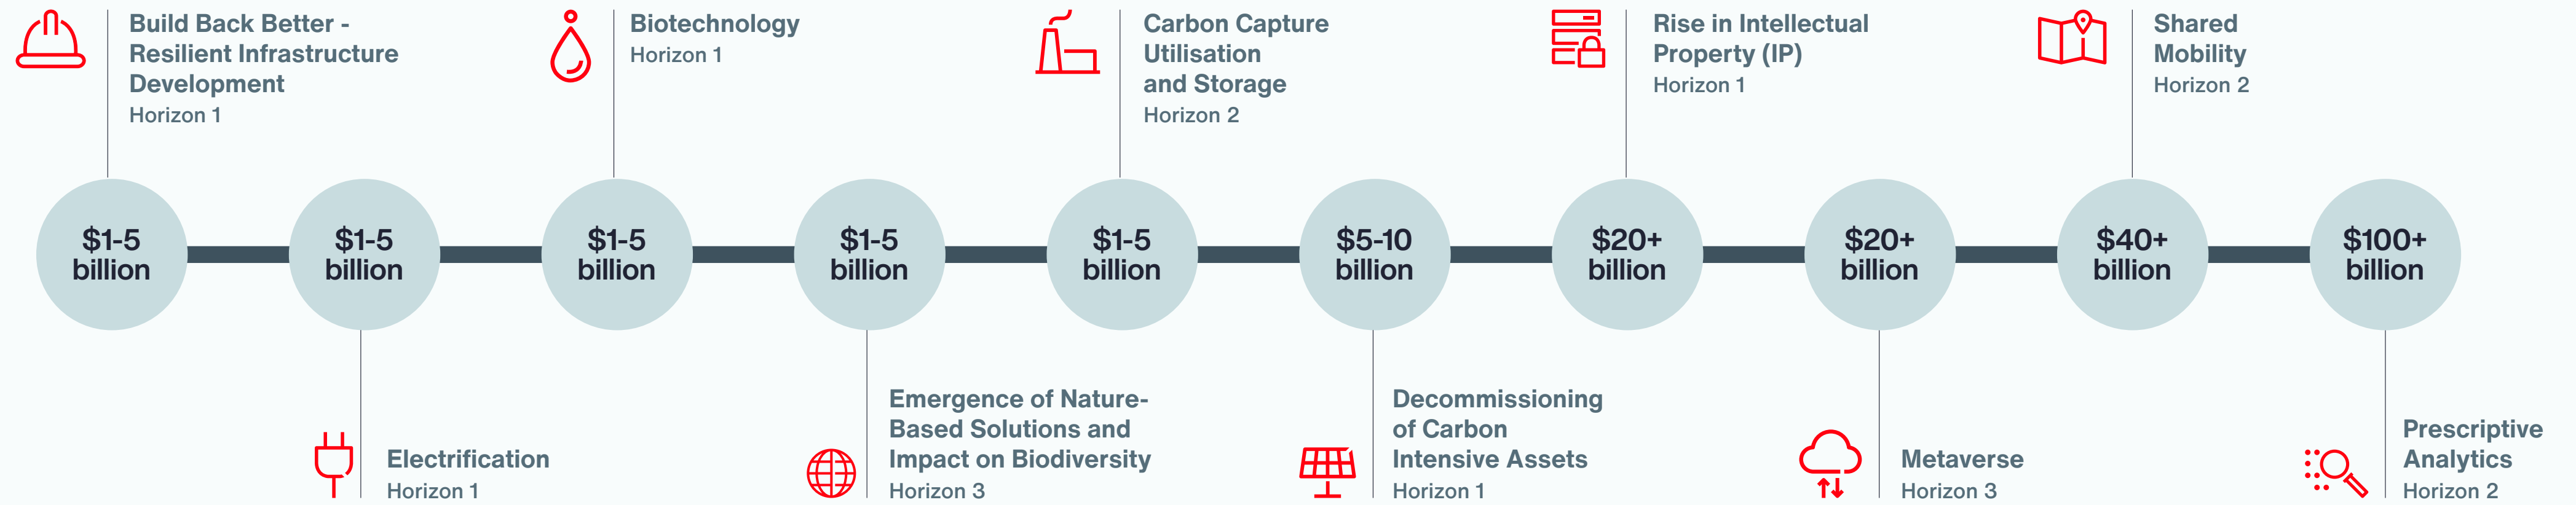 Build Back Better -
Resilient Infrastructure
Development
Horizon 1
Biotechnology
Horizon 1
Carbon Capture
Utilisation
and Storage
Horizon 2
Rise in Intellectual
Property (IP)
Horizon 1
Shared
Mobility
Horizon 2
$1-5
billion
$1-5
billion
$1-5
billion
$1-5
billion
$1-5
billion
$5-10
billion
$20+
billion
$20+
billion
$40+
billion
$100+
billion
Electrification
Horizon 1
Emergence of Nature-
Based Solutions and
Impact on Biodiversity
Horizon 3
Decommissioning
of Carbon
Intensive Assets
Horizon 1
Metaverse
Horizon 3
Prescriptive
Analytics
Horizon 2